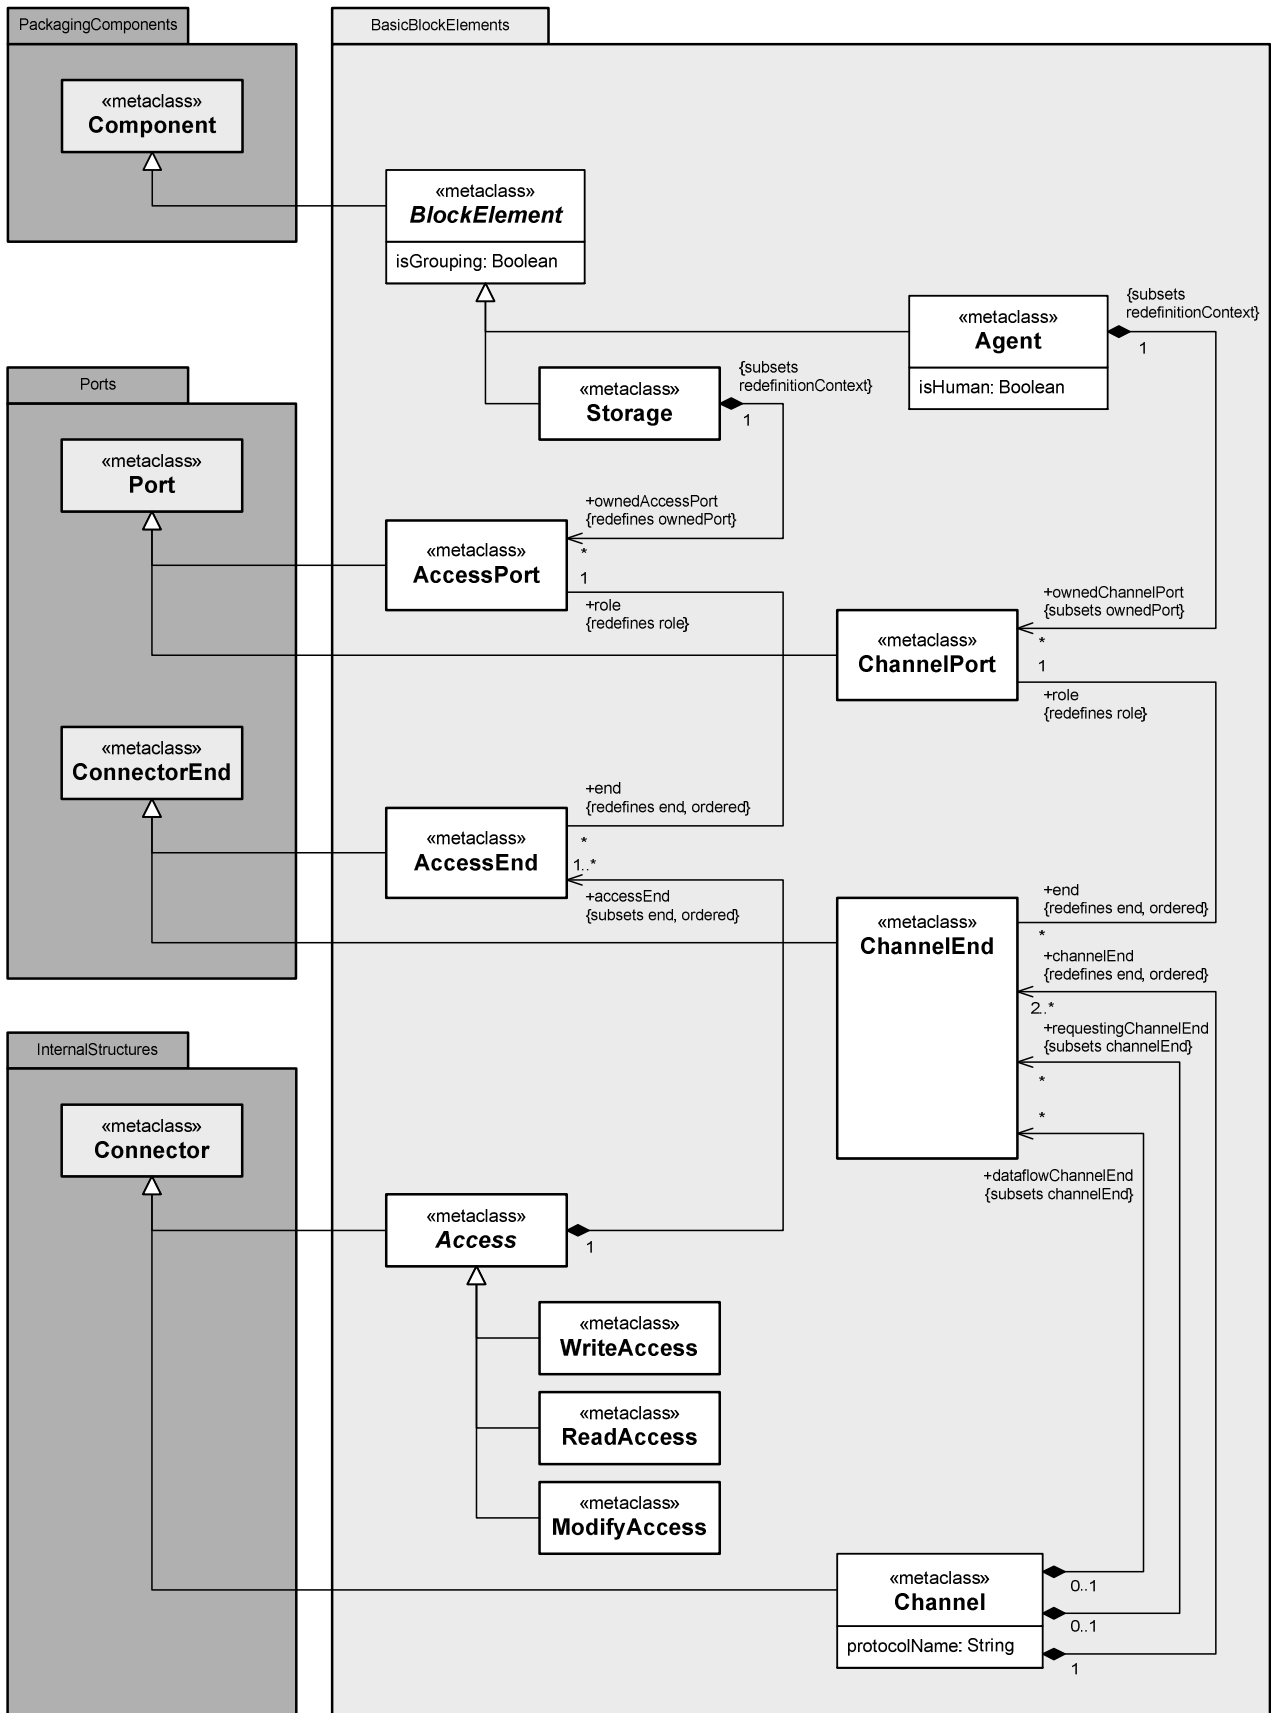 PackagingComponents
BasicBlockElements
«metaclass»
Component
«metaclass»
BlockElement
isGrouping: Boolean
{subsets
redefinitionContext}
1
«metaclass»
Agent
isHuman: Boolean
{subsets
redefinitionContext}
1
«metaclass»
Storage
Ports
«metaclass»
Port
+ownedAccessPort
{redefines ownedPort}
*
«metaclass»
AccessPort
1
+role
{redefines role}
+ownedChannelPort
{subsets ownedPort}
*
«metaclass»
ChannelPort
1
+role
{redefines role}
«metaclass»
ConnectorEnd
+end
{redefines end, ordered}
*
«metaclass»
AccessEnd
1..*
+accessEnd
{subsets end, ordered}
+end
{redefines end, ordered}
*
«metaclass»
ChannelEnd
+channelEnd
{redefines end, ordered}
2..*
+requestingChannelEnd
{subsets channelEnd}
*
*
+dataflowChannelEnd
{subsets channelEnd}
InternalStructures
«metaclass»
Connector
«metaclass»
Access
1
«metaclass»
WriteAccess
«metaclass»
ReadAccess
«metaclass»
ModifyAccess
«metaclass»
Channel
protocolName: String
0..1
0..1
1